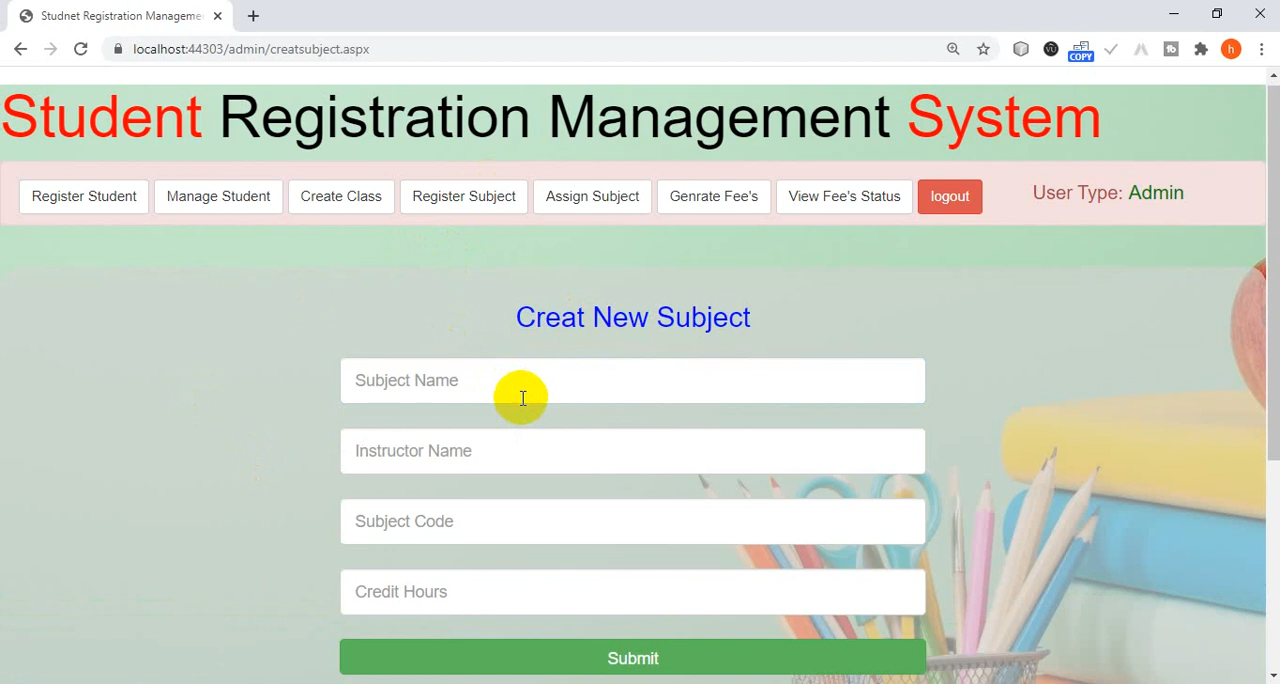 Studnet Registration Manageme
localhost:44303/admin/creatsubject.aspx
COPY
h
Student Registration Management System
Register Student
Manage Student
Create Class
Register Subject
Assign Subject
Genrate Fee's
View Fee's Status
logout
User Type: Admin
Creat New Subject
Subject Name
Instructor Name
Subject Code
Credit Hours
Submit